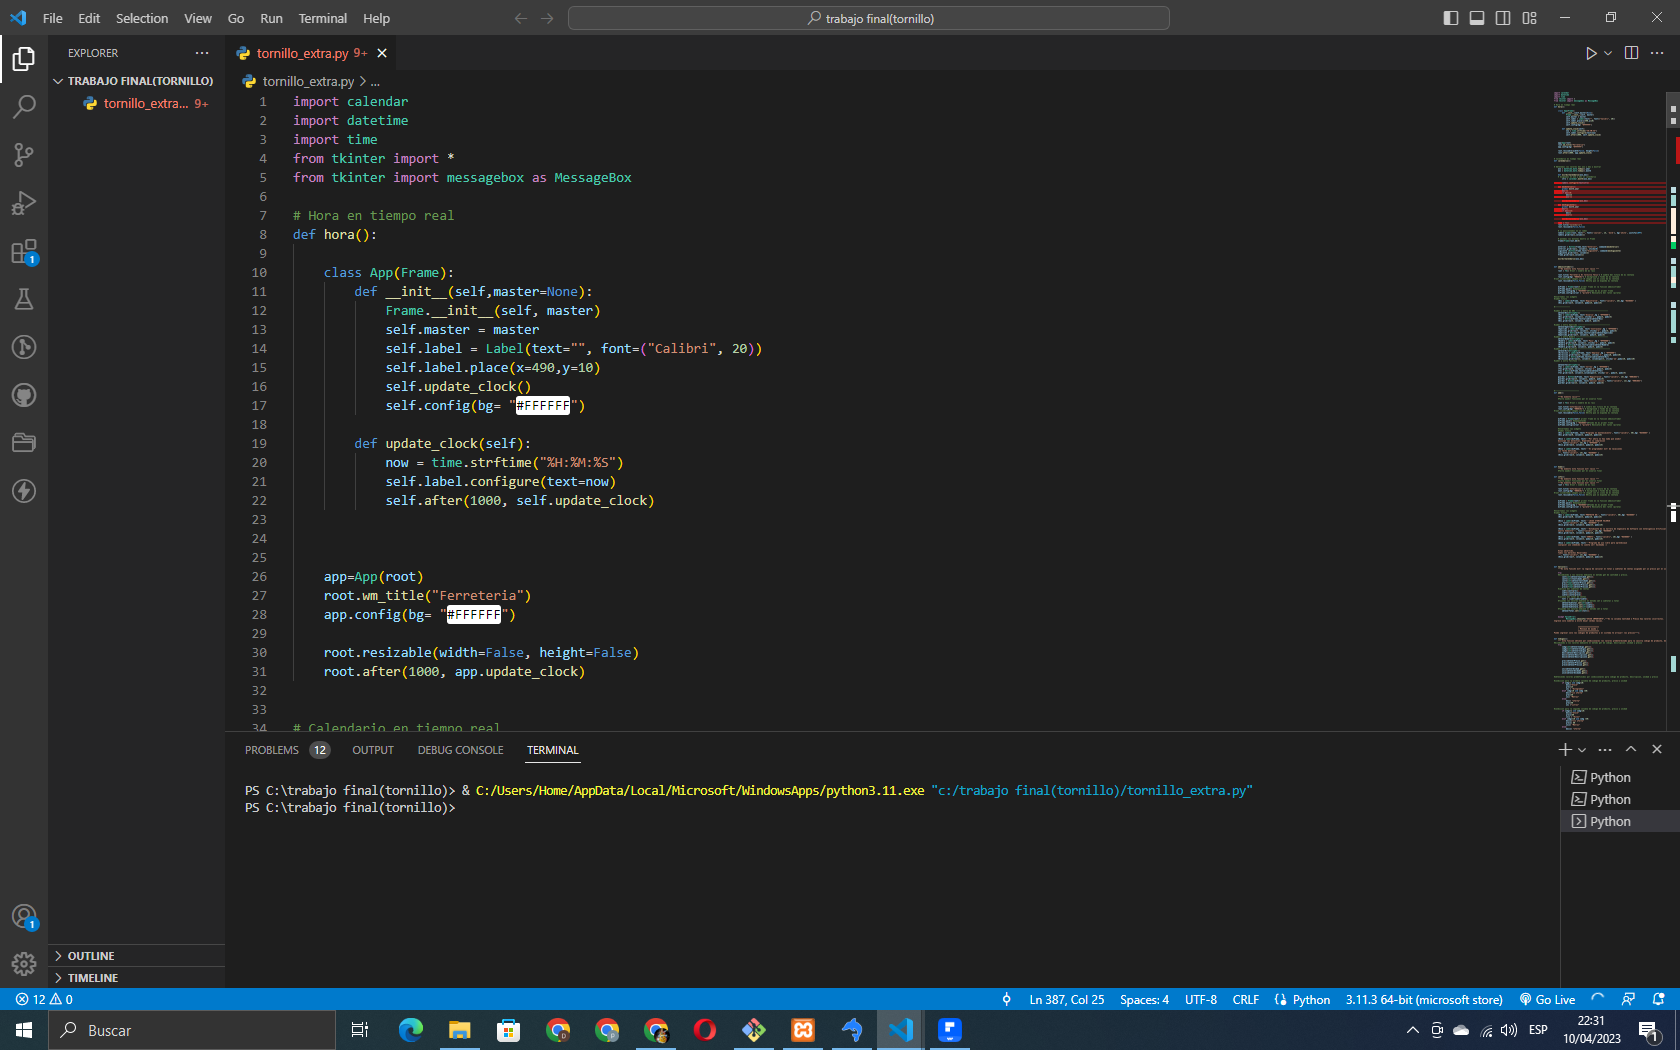 File Edit Selection View Go Run Terminal Help
trabajo final(tornillo)
EXPLORER
TRABAJO FINAL(TORNILLO)
tornillo_extra... 9+
tornillo_extra.py 9+
tornillo_extra.py > ...
1 import calendar
2 import datetime
3 import time
4 from tkinter import *
5 from tkinter import messagebox as MessageBox
6
7 # Hora en tiempo real
8 def hora():
9
10 class App(Frame):
11 def __init__(self,master=None):
12 Frame.__init__(self, master)
13 self.master = master
14 self.label = Label(text="", font=("Calibri", 20))
15 self.label.place(x=490,y=10)
16 self.update_clock()
17 self.config(bg= "#FFFFFF")
18
19 def update_clock(self):
20 now = time.strftime("%H:%M:%S")
21 self.label.configure(text=now)
22 self.after(1000, self.update_clock)
23
24
25
26 app=App(root)
27 root.wm_title("Ferreteria")
28 app.config(bg= "#FFFFFF")
29
30 root.resizable(width=False, height=False)
31 root.after(1000, app.update_clock)
32
33
34 # Calendario en tiempo real
PROBLEMS 12 OUTPUT DEBUG CONSOLE TERMINAL
PS C:\trabajo final(tornillo)> & C:/Users/Home/AppData/Local/Microsoft/WindowsApps/python3.11.exe "c:/trabajo final(tornillo)/tornillo_extra.py"
PS C:\trabajo final(tornillo)>
Python
Python
Python
1
1
OUTLINE
TIMELINE
12 0
Ln 387, Col 25 Spaces: 4 UTF-8 CRLF Python 3.11.3 64-bit (microsoft store) Go Live
Buscar
ESP
22:31
10/04/2023
1